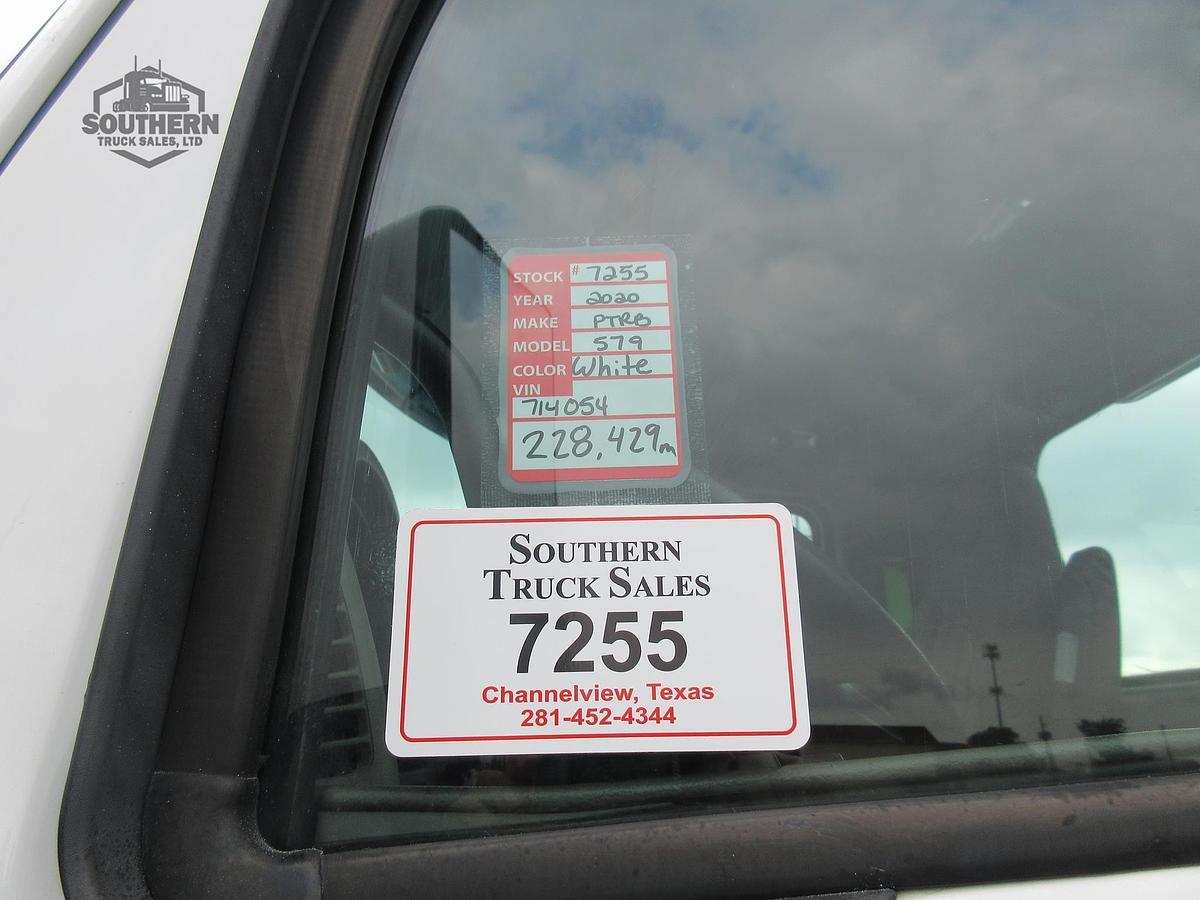 SOUTHERN
TRUCK SALES, LTD
STOCK # 7255
YEAR 2020
MAKE PTRB
MODEL 579
COLOR White
VIN
714054
228,429m
SOUTHERN
TRUCK SALES
7255
Channelview, Texas
281-452-4344